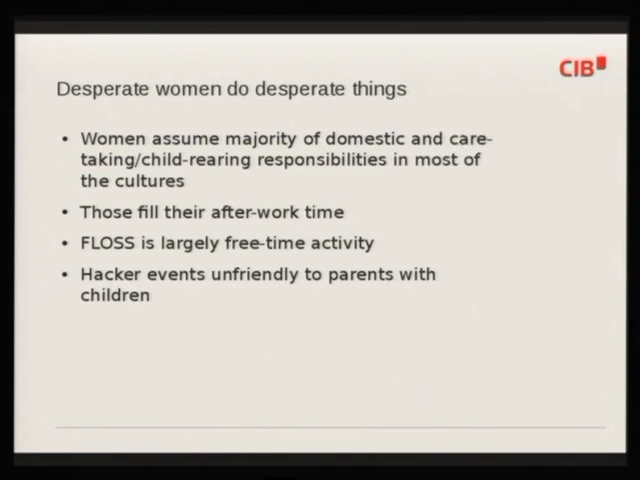 CIB
Desperate women do desperate things
• Women assume majority of domestic and care-
taking/child-rearing responsibilities in most of
the cultures
• Those fill their after-work time
• FLOSS is largely free-time activity
• Hacker events unfriendly to parents with
children